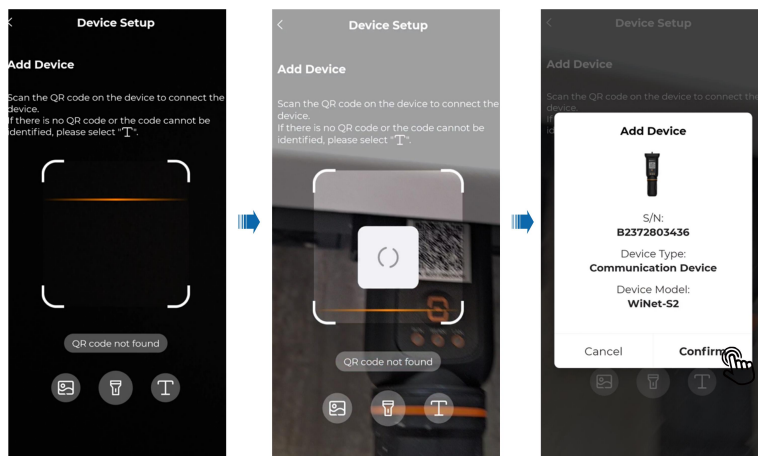 Device Setup
Add Device
Scan the QR code on the device to connect the
device.
If there is no QR code or the code cannot be
identified, please select "T".
QR code not found
T
Device Setup
Add Device
Scan the QR code on the device to connect the
device.
If there is no QR code or the code cannot be
identified, please select "T".
QR code not found
T
Device Setup
Add Device
Scan the QR code on the device to connect the
device.
If
id
Add Device
S/N:
B2372803436
Device Type:
Communication Device
Device Model:
WiNet-S2
Cancel
Confirm
T